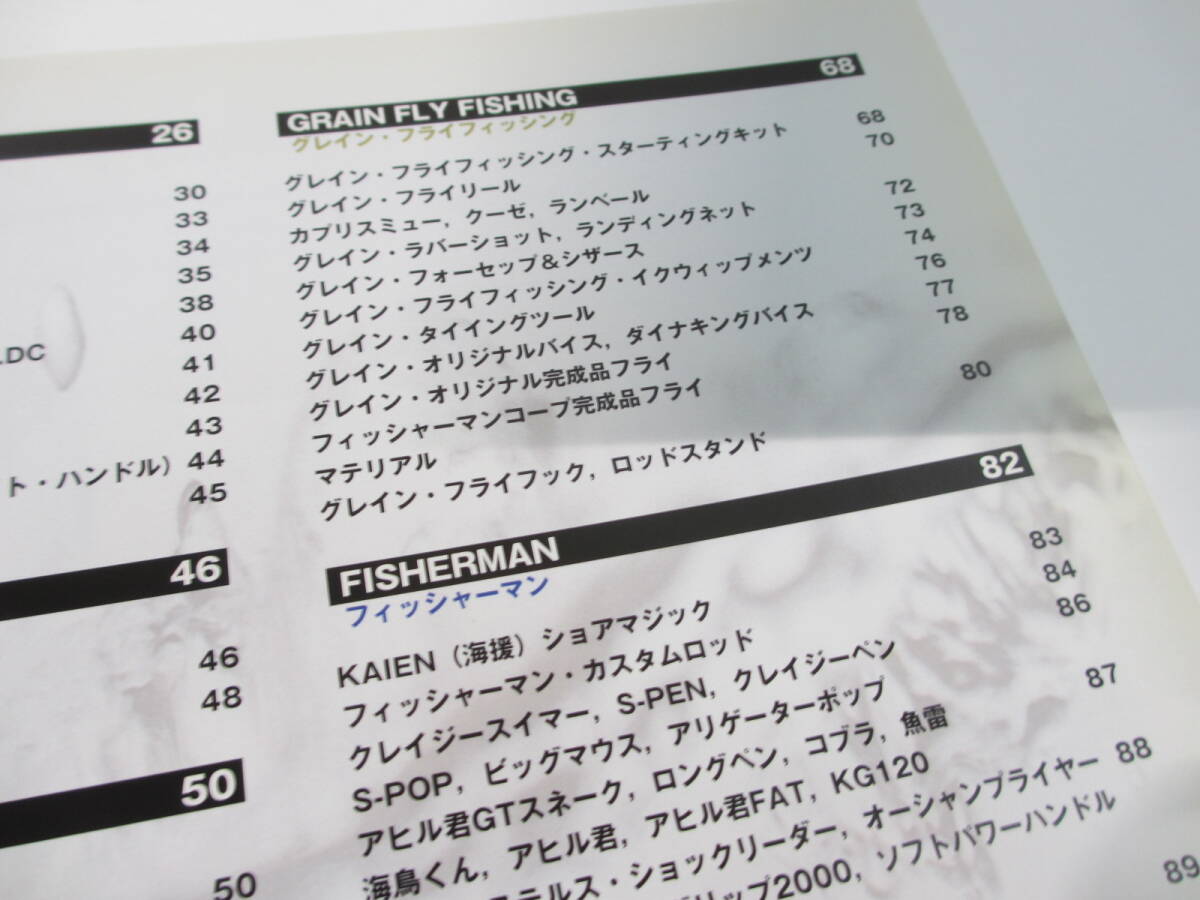 26
30
33
34
35
38
.DC 40
41
42
43
ト・ハンドル) 44
45
46
46
48
50
50
GRAIN FLY FISHING 68
グレイン・フライフィッシング
グレイン・フライフィッシング・スターティングキット 68
グレイン・フライリール 70
カプリスミュー, クーゼ, ランベール
グレイン・ラバーショット, ランディングネット 72
グレイン・フォーセップ&シザース 73
グレイン・フライフィッシング・イクウィップメンツ 74
グレイン・タイイングツール 76
グレイン・オリジナルバイス, ダイナキングバイス 77
グレイン・オリジナル完成品フライ 78
フィッシャーマンコープ完成品フライ
マテリアル 80
グレイン・フライフック, ロッドスタンド
FISHERMAN 82
フィッシャーマン
KAIEN (海援) ショアマジック 83
フィッシャーマン・カスタムロッド 84
クレイジースイマー, S-PEN, クレイジーペン 86
S-POP, ビッグマウス, アリゲーターポップ
アヒル君GTスネーク, ロングペン, コブラ, 魚雷 87
海鳥くん, アヒル君, アヒル君FAT, KG120
ステルス・ショックリーダー, オーシャンプライヤー 88
リップ2000, ソフトパワーハンドル
89